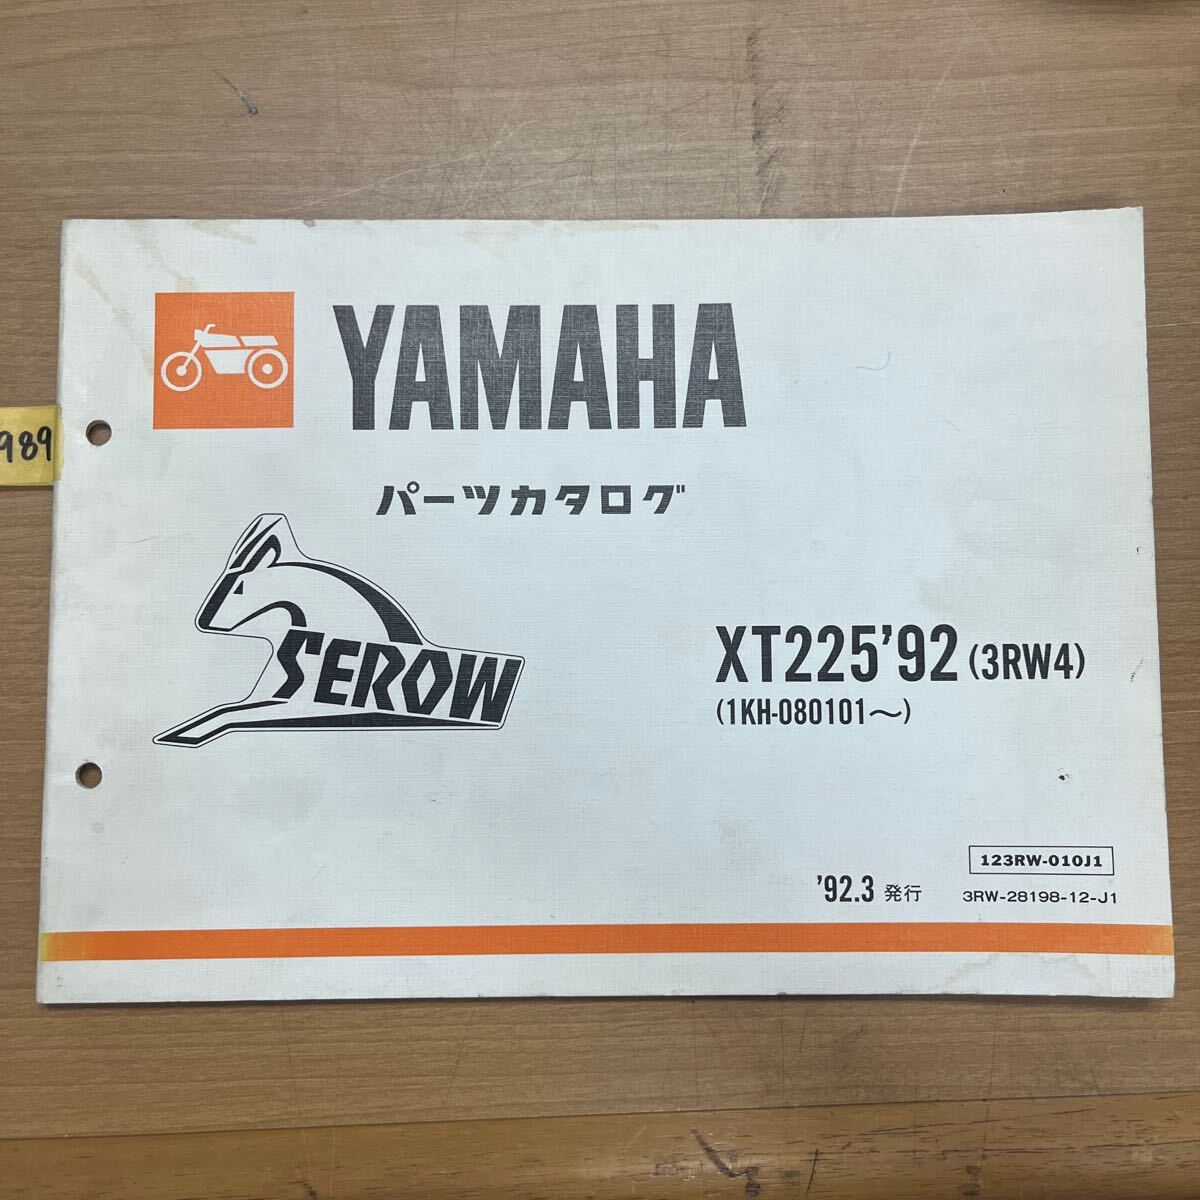 YAMAHA
989
パーツカタログ
SEROW
XT225'92 (3RW4)
(1KH-080101〜)
123RW-010J1
'92.3 発行
3RW-28198-12-J1